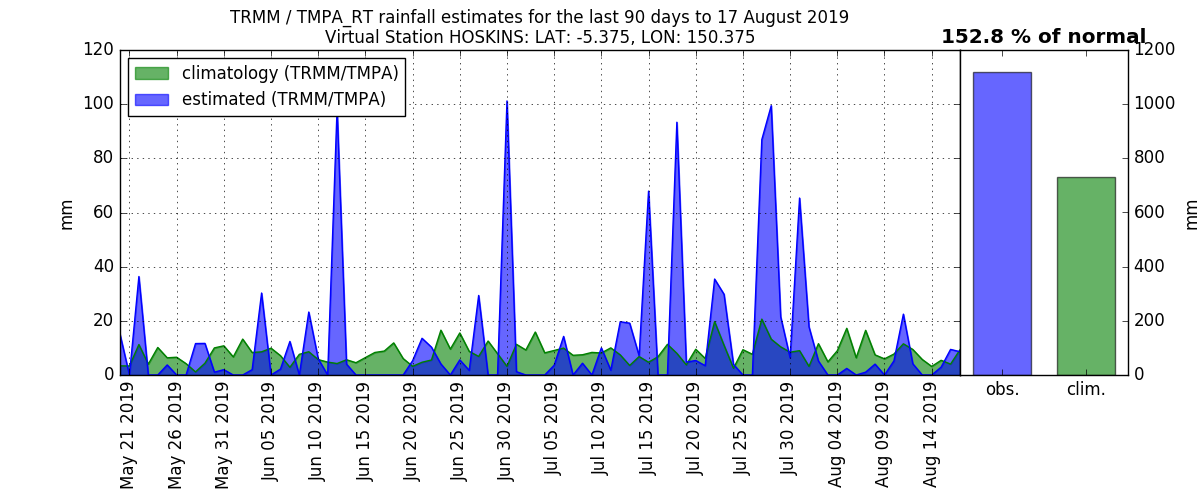 TRMM / TMPA_RT rainfall estimates for the last 90 days to 17 August 2019
Virtual Station HOSKINS: LAT: -5.375, LON: 150.375
152.8 % of normal
climatology (TRMM/TMPA)
estimated (TRMM/TMPA)
120
100
80
60
40
20
0
mm
1200
1000
800
600
400
200
0
mm
May 21 2019
May 26 2019
May 31 2019
Jun 05 2019
Jun 10 2019
Jun 15 2019
Jun 20 2019
Jun 25 2019
Jun 30 2019
Jul 05 2019
Jul 10 2019
Jul 15 2019
Jul 20 2019
Jul 25 2019
Jul 30 2019
Aug 04 2019
Aug 09 2019
Aug 14 2019
obs.
clim.